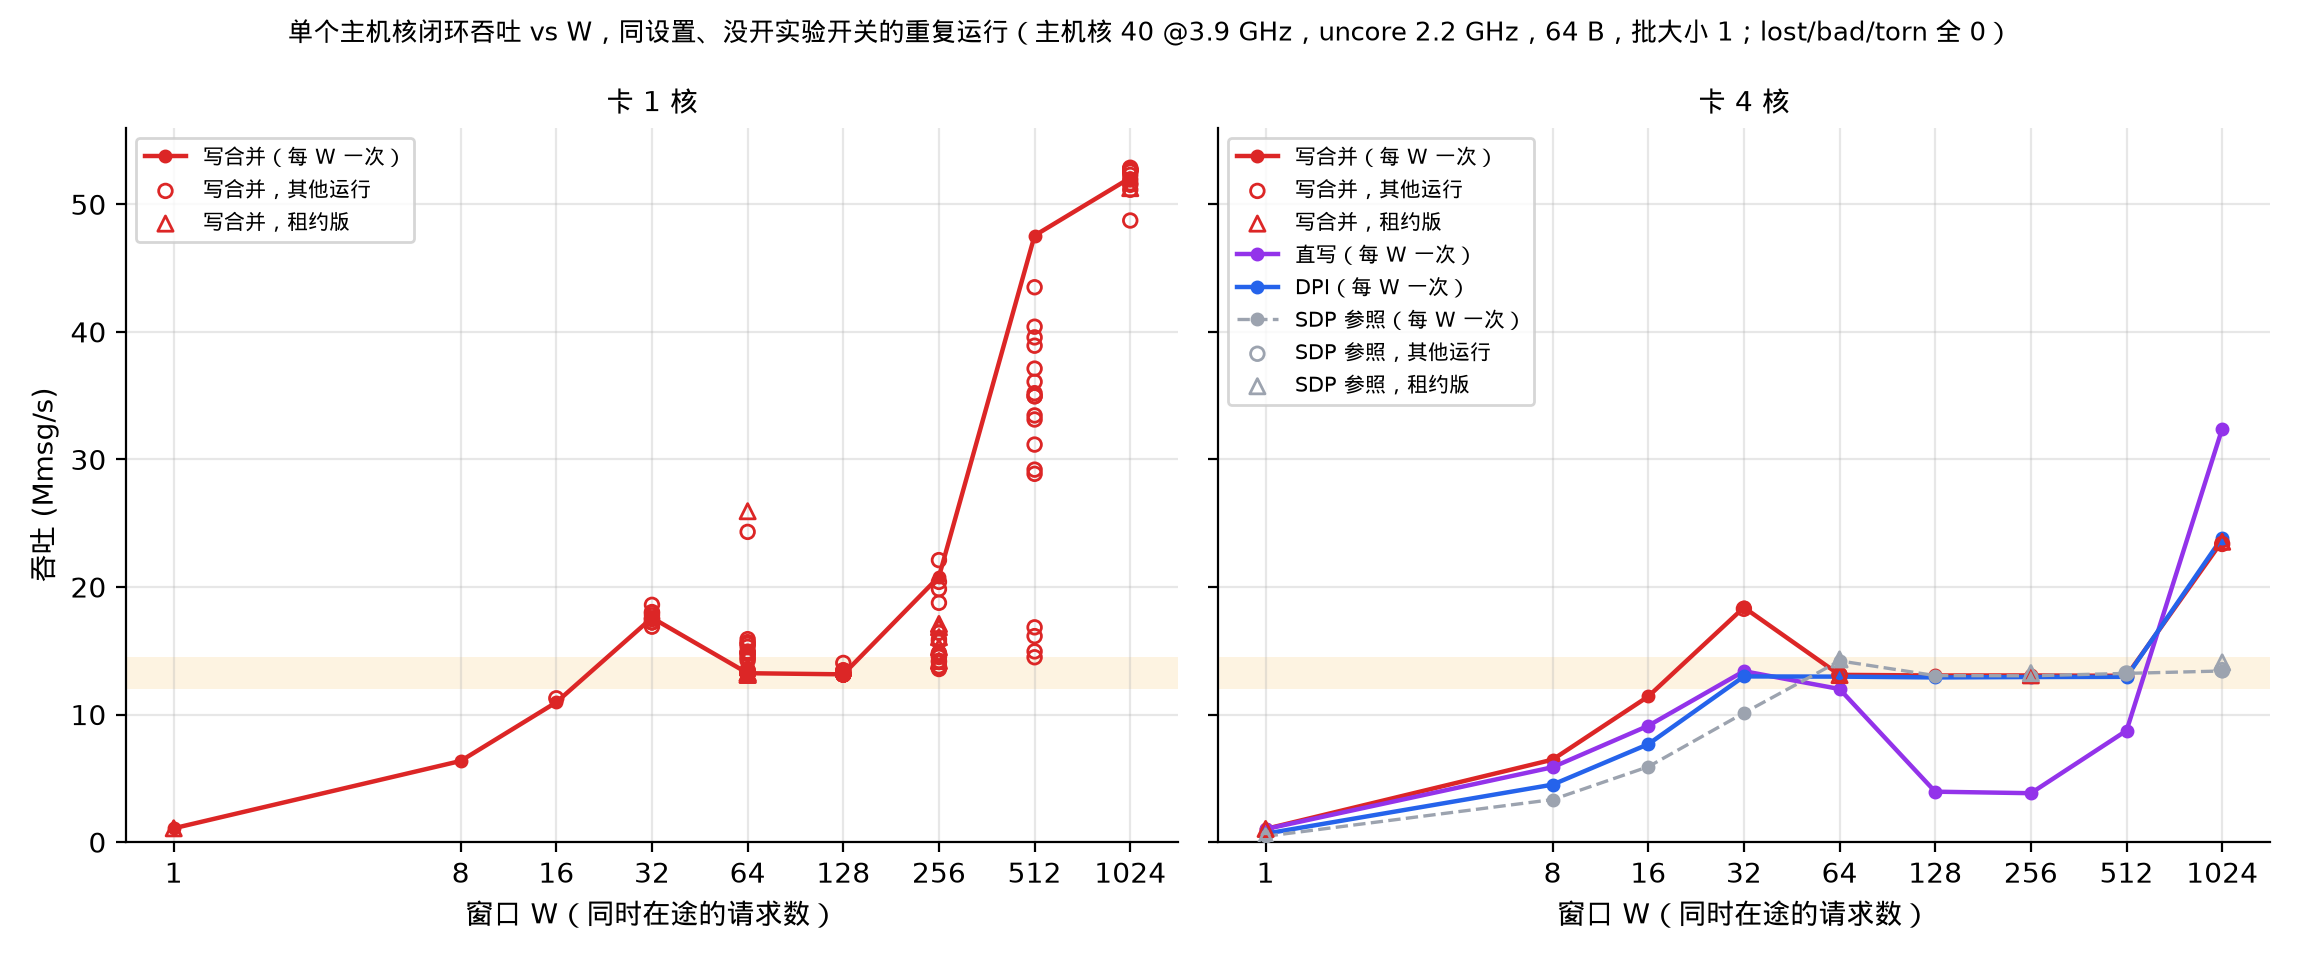 单个主机核闭环吞吐 vs W，同设置、没开实验开关的重复运行（主机核 40 @3.9 GHz，uncore 2.2 GHz，64 B，批大小 1；lost/bad/torn 全 0）
卡 1 核
写合并（每 W 一次）
写合并，其他运行
写合并，租约版
吞吐 (Mmsg/s)
50
40
30
20
10
0
1 8 16 32 64 128 256 512 1024
窗口 W（同时在途的请求数）
卡 4 核
写合并（每 W 一次）
写合并，其他运行
写合并，租约版
直写（每 W 一次）
DPI（每 W 一次）
SDP 参照（每 W 一次）
SDP 参照，其他运行
SDP 参照，租约版
1 8 16 32 64 128 256 512 1024
窗口 W（同时在途的请求数）